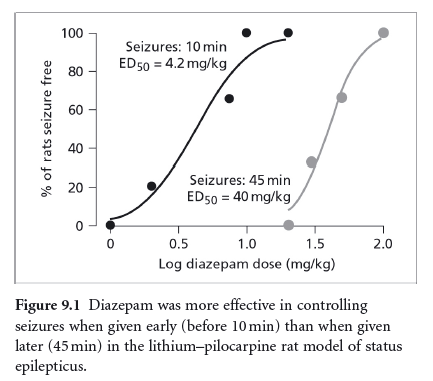 100
80
60
40
20
0
% of rats seizure free
Seizures: 10 min
ED50 = 4.2 mg/kg
Seizures: 45 min
ED50 = 40 mg/kg
0 0.5 1.0 1.5 2.0
Log diazepam dose (mg/kg)
Figure 9.1 Diazepam was more effective in controlling
seizures when given early (before 10 min) than when given
later (45 min) in the lithium–pilocarpine rat model of status
epilepticus.